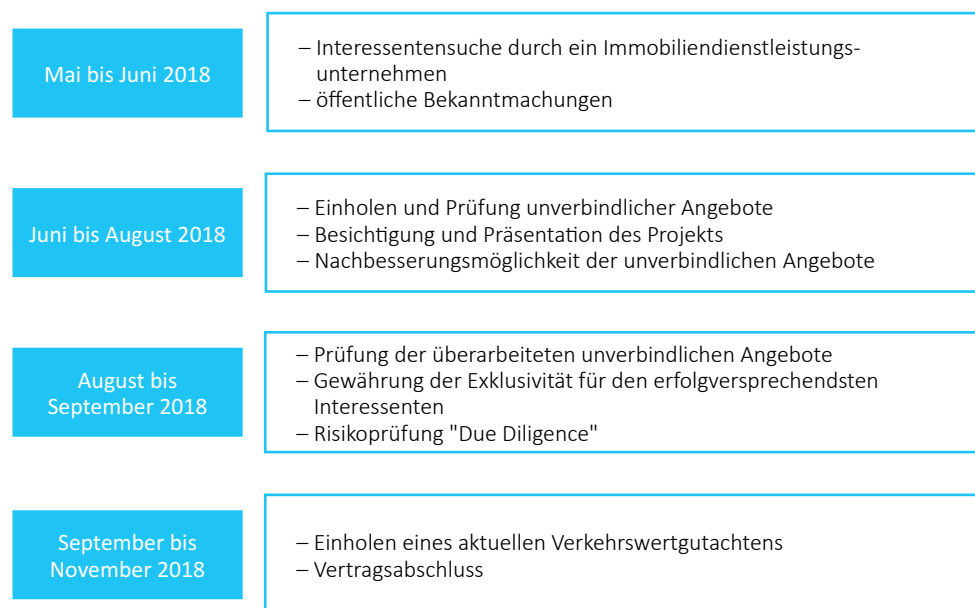 Mai bis Juni 2018
– Interessentensuche durch ein Immobiliendienstleistungs-
unternehmen
– öffentliche Bekanntmachungen
Juni bis August 2018
– Einholen und Prüfung unverbindlicher Angebote
– Besichtigung und Präsentation des Projekts
– Nachbesserungsmöglichkeit der unverbindlichen Angebote
August bis
September 2018
– Prüfung der überarbeiteten unverbindlichen Angebote
– Gewährung der Exklusivität für den erfolgversprechendsten
Interessenten
– Risikoprüfung "Due Diligence"
September bis
November 2018
– Einholen eines aktuellen Verkehrswertgutachtens
– Vertragsabschluss